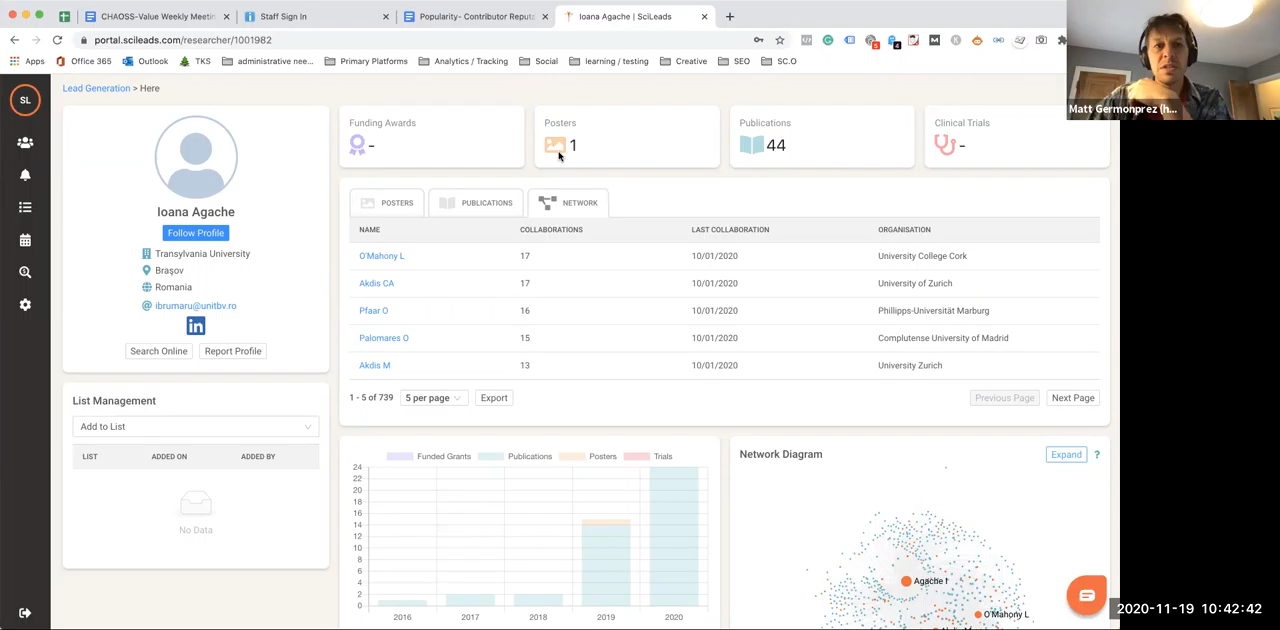 CHAOSS-Value Weekly Meetin
Staff Sign In
Popularity- Contributor Reputa
Ioana Agache | SciLeads
portal.scileads.com/researcher/1001982
5
4
Apps
Office 365
Outlook
TKS
administrative nee...
Primary Platforms
Analytics / Tracking
Social
learning / testing
Creative
SEO
SC.O
Matt Germonprez (h...
SL
Lead Generation > Here
Ioana Agache
Follow Profile
Transylvania University
Braşov
Romania
ibrumaru@unitbv.ro
in
Search Online
Report Profile
List Management
Add to List
LIST
ADDED ON
ADDED BY
No Data
Funding Awards
-
Posters
1
Publications
44
Clinical Trials
-
POSTERS
PUBLICATIONS
NETWORK
NAME COLLABORATIONS LAST COLLABORATION ORGANISATION
O'Mahony L 17 10/01/2020 University College Cork
Akdis CA 17 10/01/2020 University of Zurich
Pfaar O 16 10/01/2020 Phillipps-Universität Marburg
Palomares O 15 10/01/2020 Complutense University of Madrid
Akdis M 13 10/01/2020 University Zurich
1 - 5 of 739
5 per page
Export
Previous Page
Next Page
Funded Grants
Publications
Posters
Trials
24
22
20
18
16
14
12
10
8
6
4
2
0
2016 2017 2018 2019 2020
Network Diagram
Expand
?
Agache I
O'Mahony L
2020-11-19 10:42:42